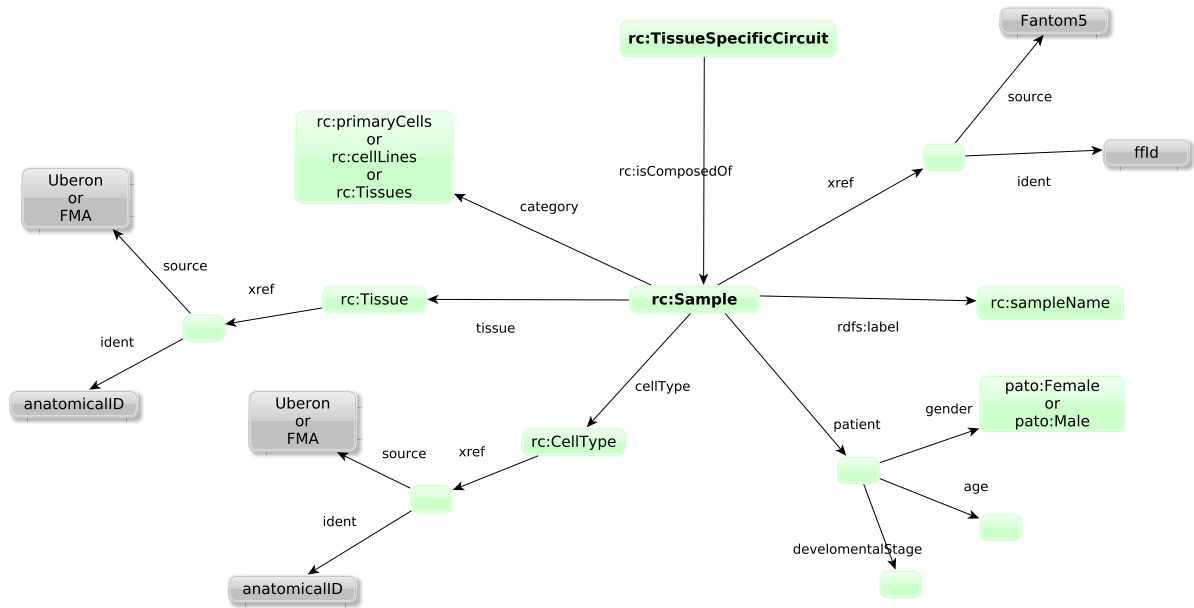 Fantom5
rc:TissueSpecificCircuit
source
rc:primaryCells
or
rc:cellLines
or
rc:Tissues
ffId
rc:isComposedOf
xref
ident
Uberon
or
FMA
category
source
xref
rc:Tissue
rc:Sample
rc:sampleName
tissue
rdfs:label
ident
anatomicalID
cellType
pato:Female
or
pato:Male
gender
Uberon
or
FMA
patient
source
xref
rc:CellType
age
ident
develomentalStage
anatomicalID